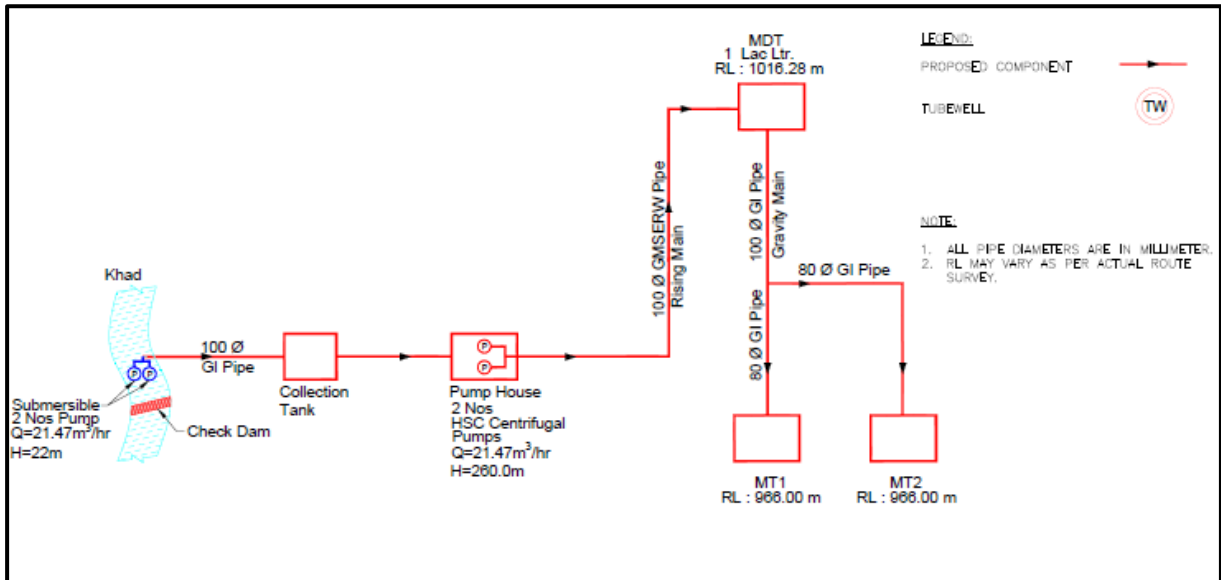 MDT
1 Lac Ltr.
RL : 1016.28 m
LEGEND:
PROPOSED COMPONENT
TUBEWELL
TW
NOTE:
1. ALL PIPE DIAMETERS ARE IN MILLIMETER.
2. RL MAY VARY AS PER ACTUAL ROUTE
SURVEY.
Khad
P
P
Submersible
2 Nos Pump
Q=21.47m³/hr
H=22m
Check Dam
100 Ø
GI Pipe
Collection
Tank
P
P
Pump House
2 Nos
HSC Centrifugal
Pumps
Q=21.47m³/hr
H=260.0m
100 Ø GMSERW Pipe
Rising Main
100 Ø GI Pipe
Gravity Main
80 Ø GI Pipe
80 Ø GI Pipe
MT1
RL : 966.00 m
MT2
RL : 966.00 m